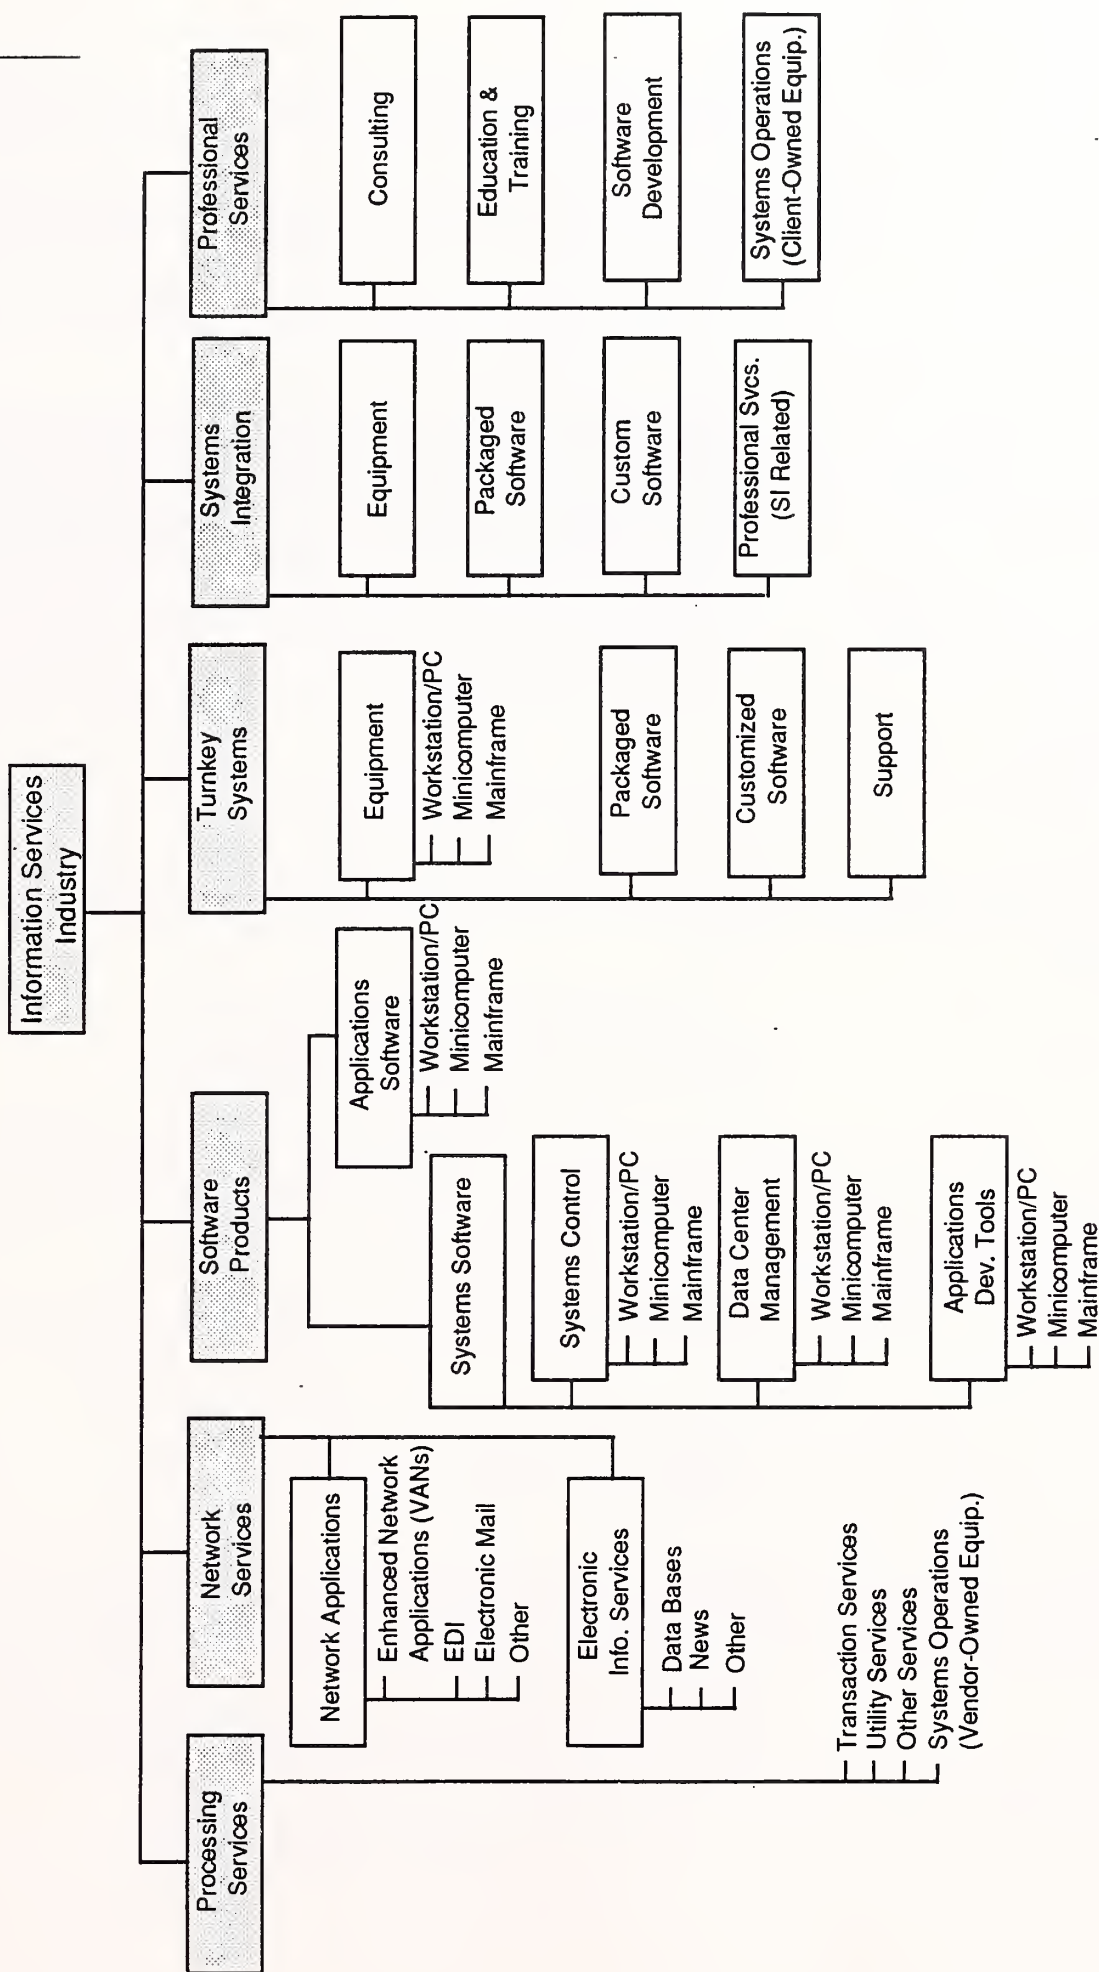 Information Services
Industry
Processing
Services
Transaction Services
Utility Services
Other Services
Systems Operations
(Vendor-Owned Equip.)
Network
Services
Network Applications
Enhanced Network
Applications (VANs)
EDI
Electronic Mail
Other
Electronic
Info. Services
Data Bases
News
Other
Software
Products
Systems Software
Systems Control
Workstation/PC
Minicomputer
Mainframe
Data Center
Management
Workstation/PC
Minicomputer
Mainframe
Applications
Dev. Tools
Workstation/PC
Minicomputer
Mainframe
Applications
Software
Workstation/PC
Minicomputer
Mainframe
Turnkey
Systems
Equipment
Workstation/PC
Minicomputer
Mainframe
Packaged
Software
Customized
Software
Support
Systems
Integration
Equipment
Packaged
Software
Custom
Software
Professional Svcs.
(SI Related)
Professional
Services
Consulting
Education &
Training
Software
Development
Systems Operations
(Client-Owned Equip.)